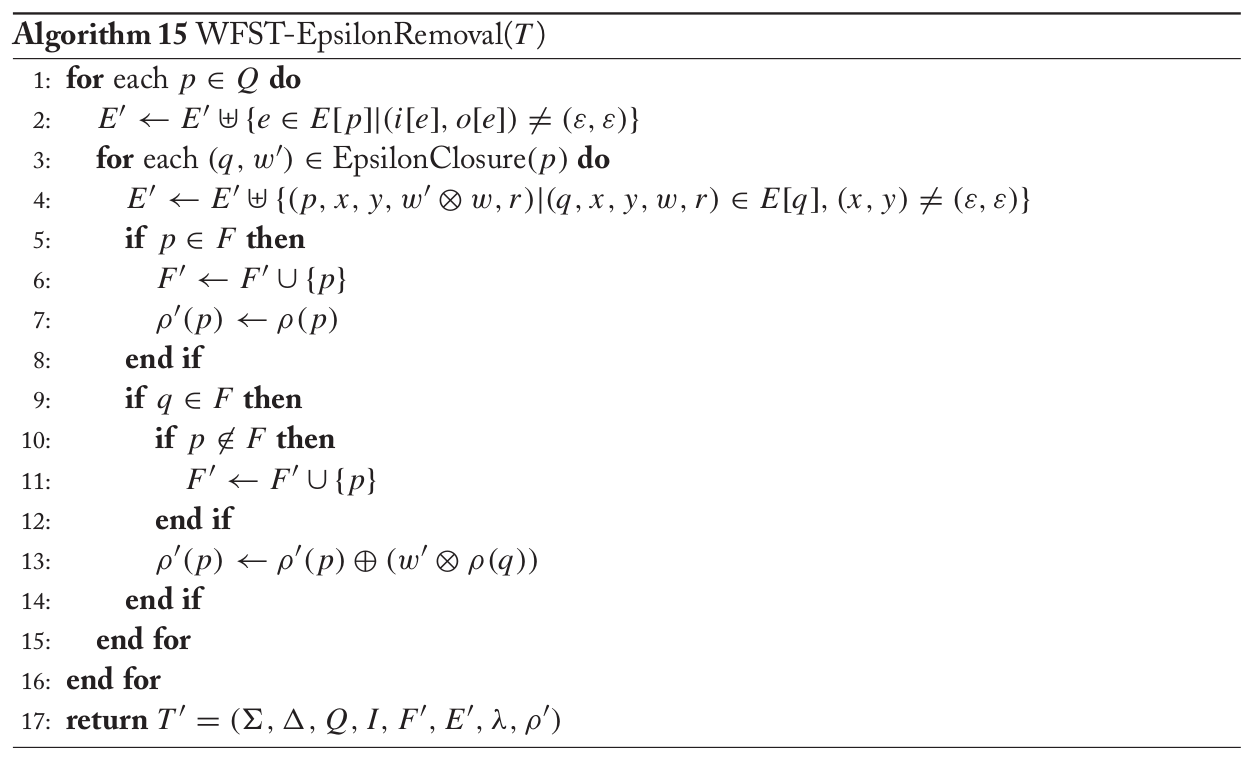 Algorithm 15 WFST-EpsilonRemoval(T)
1: for each p ∈ Q do
2: E′ ← E′ ⊎ {e ∈ E[p]|(i[e], o[e]) ≠ (ε, ε)}
3: for each (q, w′) ∈ EpsilonClosure(p) do
4: E′ ← E′ ⊎ {(p, x, y, w′ ⊗ w, r)|(q, x, y, w, r) ∈ E[q], (x, y) ≠ (ε, ε)}
5: if p ∈ F then
6: F′ ← F′ ∪ {p}
7: ρ′(p) ← ρ(p)
8: end if
9: if q ∈ F then
10: if p ∉ F then
11: F′ ← F′ ∪ {p}
12: end if
13: ρ′(p) ← ρ′(p) ⊕ (w′ ⊗ ρ(q))
14: end if
15: end for
16: end for
17: return T′ = (Σ, Δ, Q, I, F′, E′, λ, ρ′)